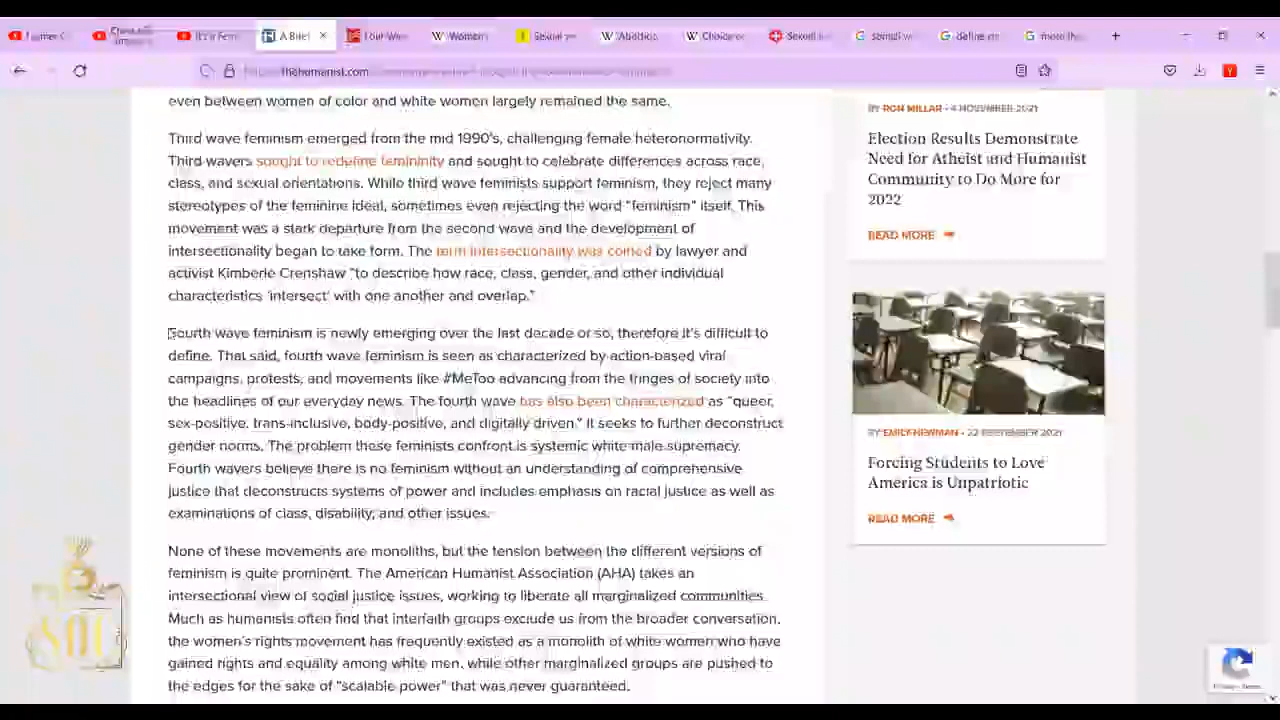 A Brief
Women'
Abortion
Choice
Sexual
define
thehumanist.com
even between women of color and white women largely remained the same.
Third wave feminism emerged from the mid 1990's, challenging female heteronormativity.
Third wavers sought to redefine femininity and sought to celebrate differences across race,
class, and sexual orientations. While third wave feminists support feminism, they reject many
stereotypes of the feminine ideal, sometimes even rejecting the word "feminism" itself. This
movement was a stark departure from the second wave and the development of
intersectionality began to take form. The term intersectionality was coined by lawyer and
activist Kimberle Crenshaw "to describe how race, class, gender, and other individual
characteristics 'intersect' with one another and overlap."
Fourth wave feminism is newly emerging over the last decade or so, therefore it's difficult to
define. That said, fourth wave feminism is seen as characterized by action-based viral
campaigns, protests, and movements like #MeToo advancing from the fringes of society into
the headlines of our everyday news. The fourth wave has also been characterized as "queer,
sex-positive, trans-inclusive, body-positive, and digitally driven." It seeks to further deconstruct
gender norms. The problem these feminists confront is systemic white male supremacy.
Fourth wavers believe there is no feminism without an understanding of comprehensive
justice that deconstructs systems of power and includes emphasis on racial justice as well as
examinations of class, disability, and other issues.
None of these movements are monoliths, but the tension between the different versions of
feminism is quite prominent. The American Humanist Association (AHA) takes an
intersectional view of social justice issues, working to liberate all marginalized communities.
Much as humanists often find that interfaith groups exclude us from the broader conversation,
the women's rights movement has frequently existed as a monolith of white women who have
gained rights and equality among white men, while other marginalized groups are pushed to
the edges for the sake of "scalable power" that was never guaranteed.
BY RON MILLAR • 4 NOVEMBER 2021
Election Results Demonstrate
Need for Atheist and Humanist
Community to Do More for
2022
READ MORE
BY EMILY NEWMAN • 22 SEPTEMBER 2021
Forcing Students to Love
America is Unpatriotic
READ MORE
Privacy - Terms